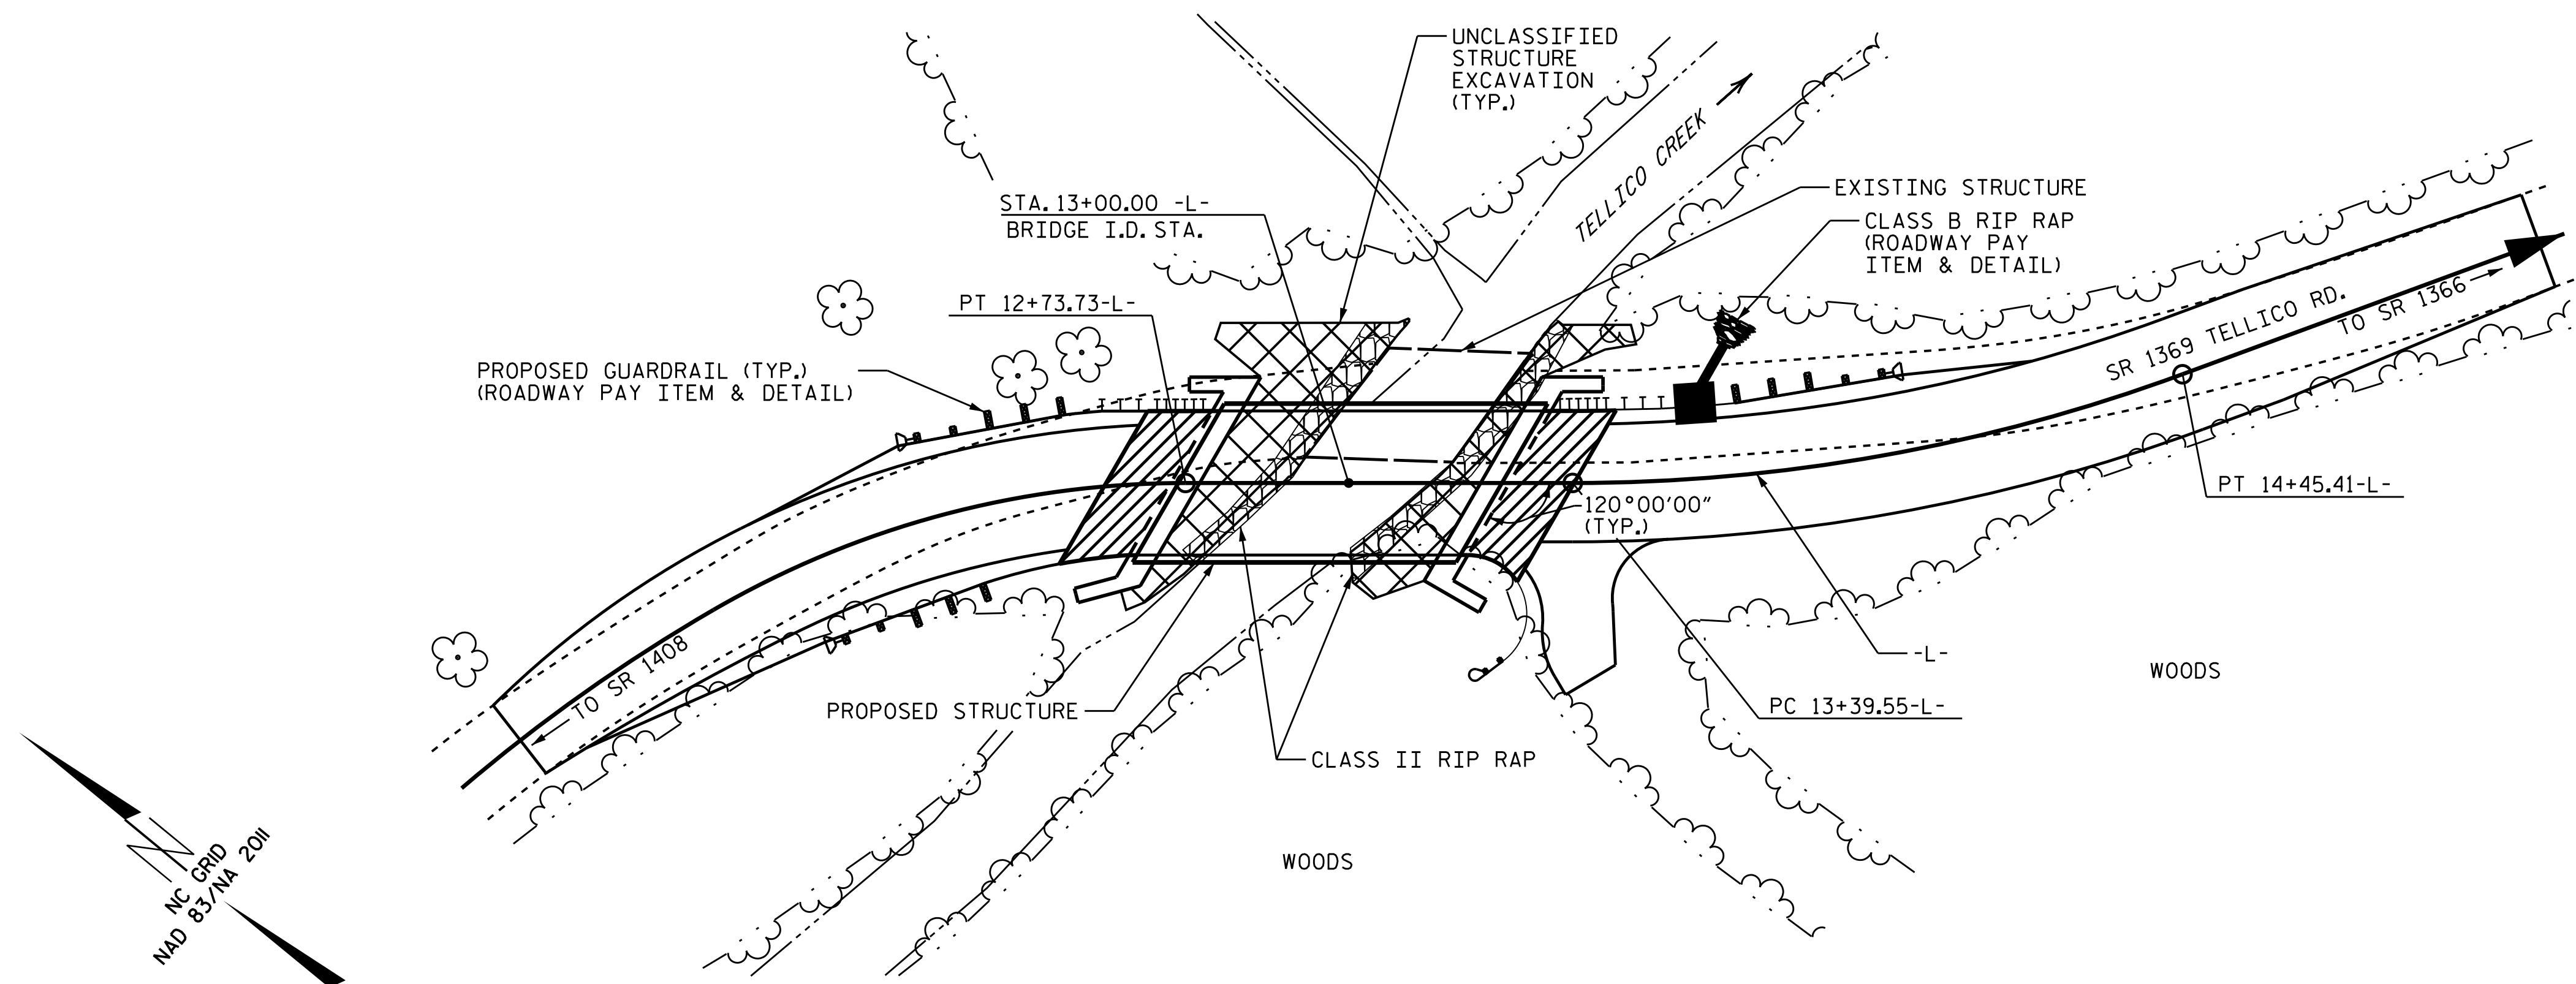 UNCLASSIFIED
STRUCTURE
EXCAVATION
(TYP.)
TELLICO CREEK
EXISTING STRUCTURE
CLASS B RIP RAP
(ROADWAY PAY
ITEM & DETAIL)
STA. 13+00.00 -L-
BRIDGE I.D. STA.
PT 12+73.73-L-
PROPOSED GUARDRAIL (TYP.)
(ROADWAY PAY ITEM & DETAIL)
SR 1369 TELLICO RD.
TO SR 1366
PT 14+45.41-L-
120°00'00"
(TYP.)
-L-
TO SR 1408
PROPOSED STRUCTURE
PC 13+39.55-L-
WOODS
CLASS II RIP RAP
WOODS
NC GRID
NAD 83/NA 2011